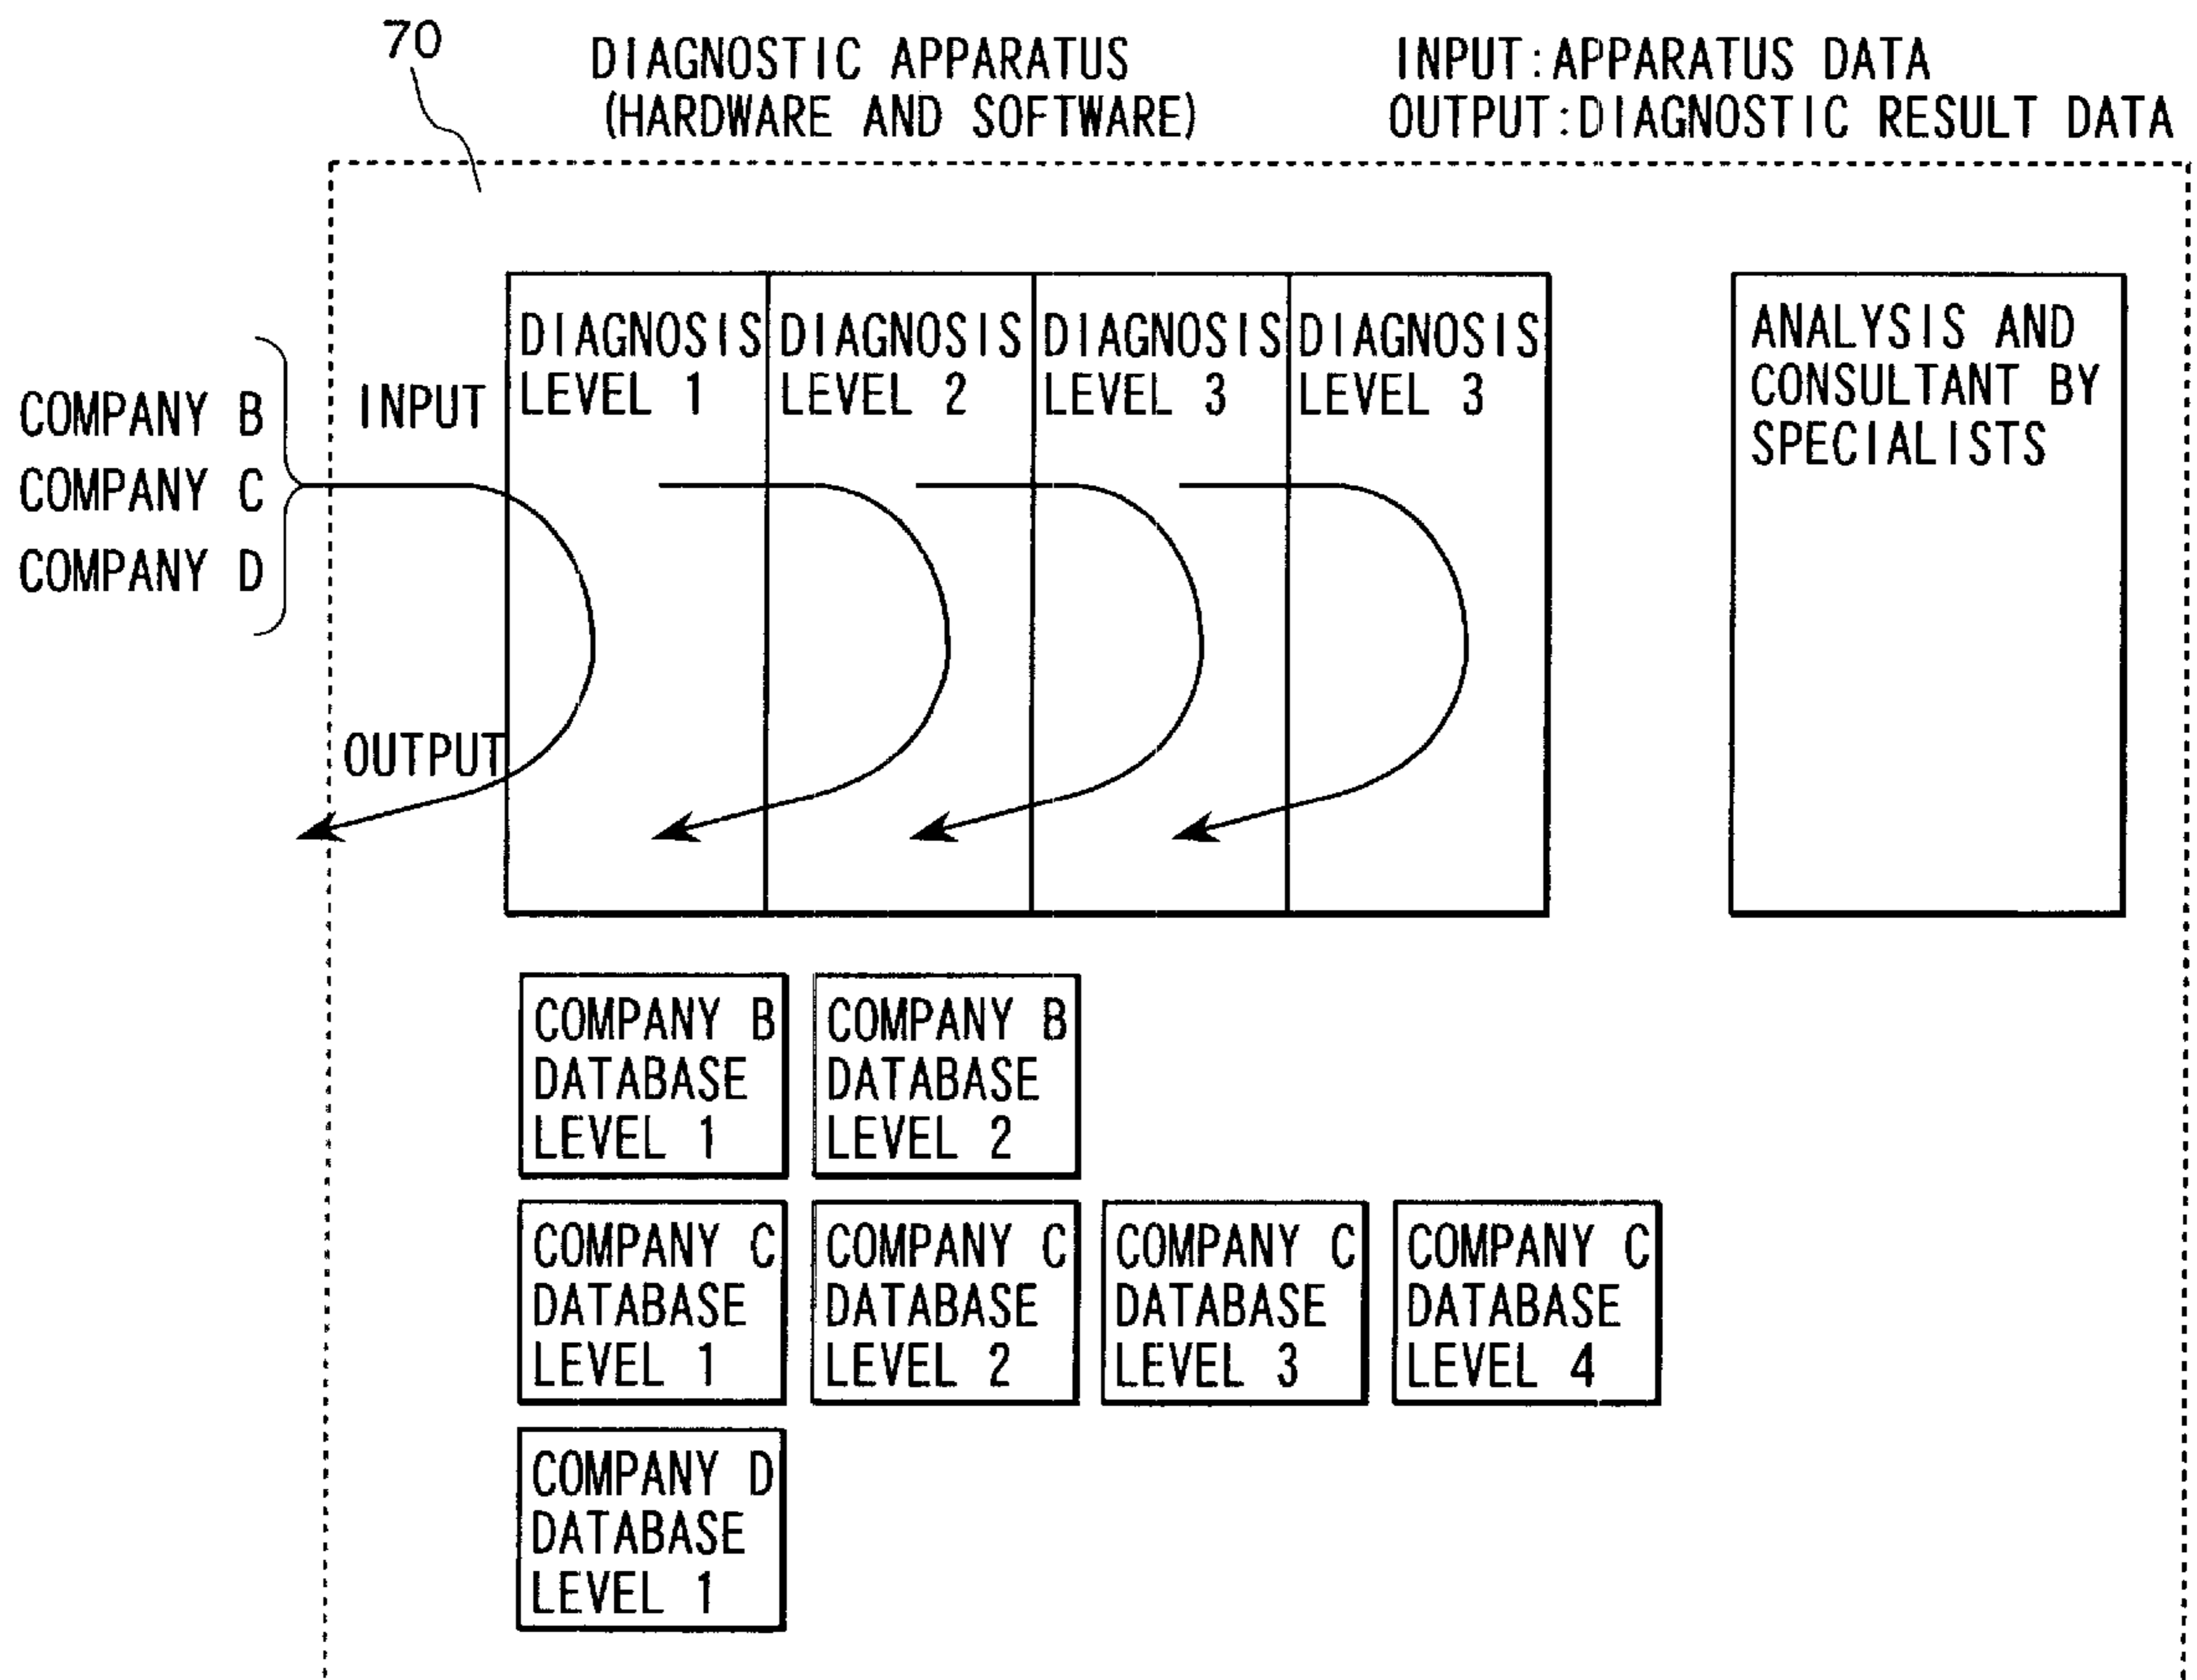 70
DIAGNOSTIC APPARATUS
(HARDWARE AND SOFTWARE)
INPUT:APPARATUS DATA
OUTPUT:DIAGNOSTIC RESULT DATA
COMPANY B
COMPANY C
COMPANY D
INPUT
OUTPUT
DIAGNOSIS
LEVEL 1
DIAGNOSIS
LEVEL 2
DIAGNOSIS
LEVEL 3
DIAGNOSIS
LEVEL 3
ANALYSIS AND
CONSULTANT BY
SPECIALISTS
COMPANY B
DATABASE
LEVEL 1
COMPANY B
DATABASE
LEVEL 2
COMPANY C
DATABASE
LEVEL 1
COMPANY C
DATABASE
LEVEL 2
COMPANY C
DATABASE
LEVEL 3
COMPANY C
DATABASE
LEVEL 4
COMPANY D
DATABASE
LEVEL 1